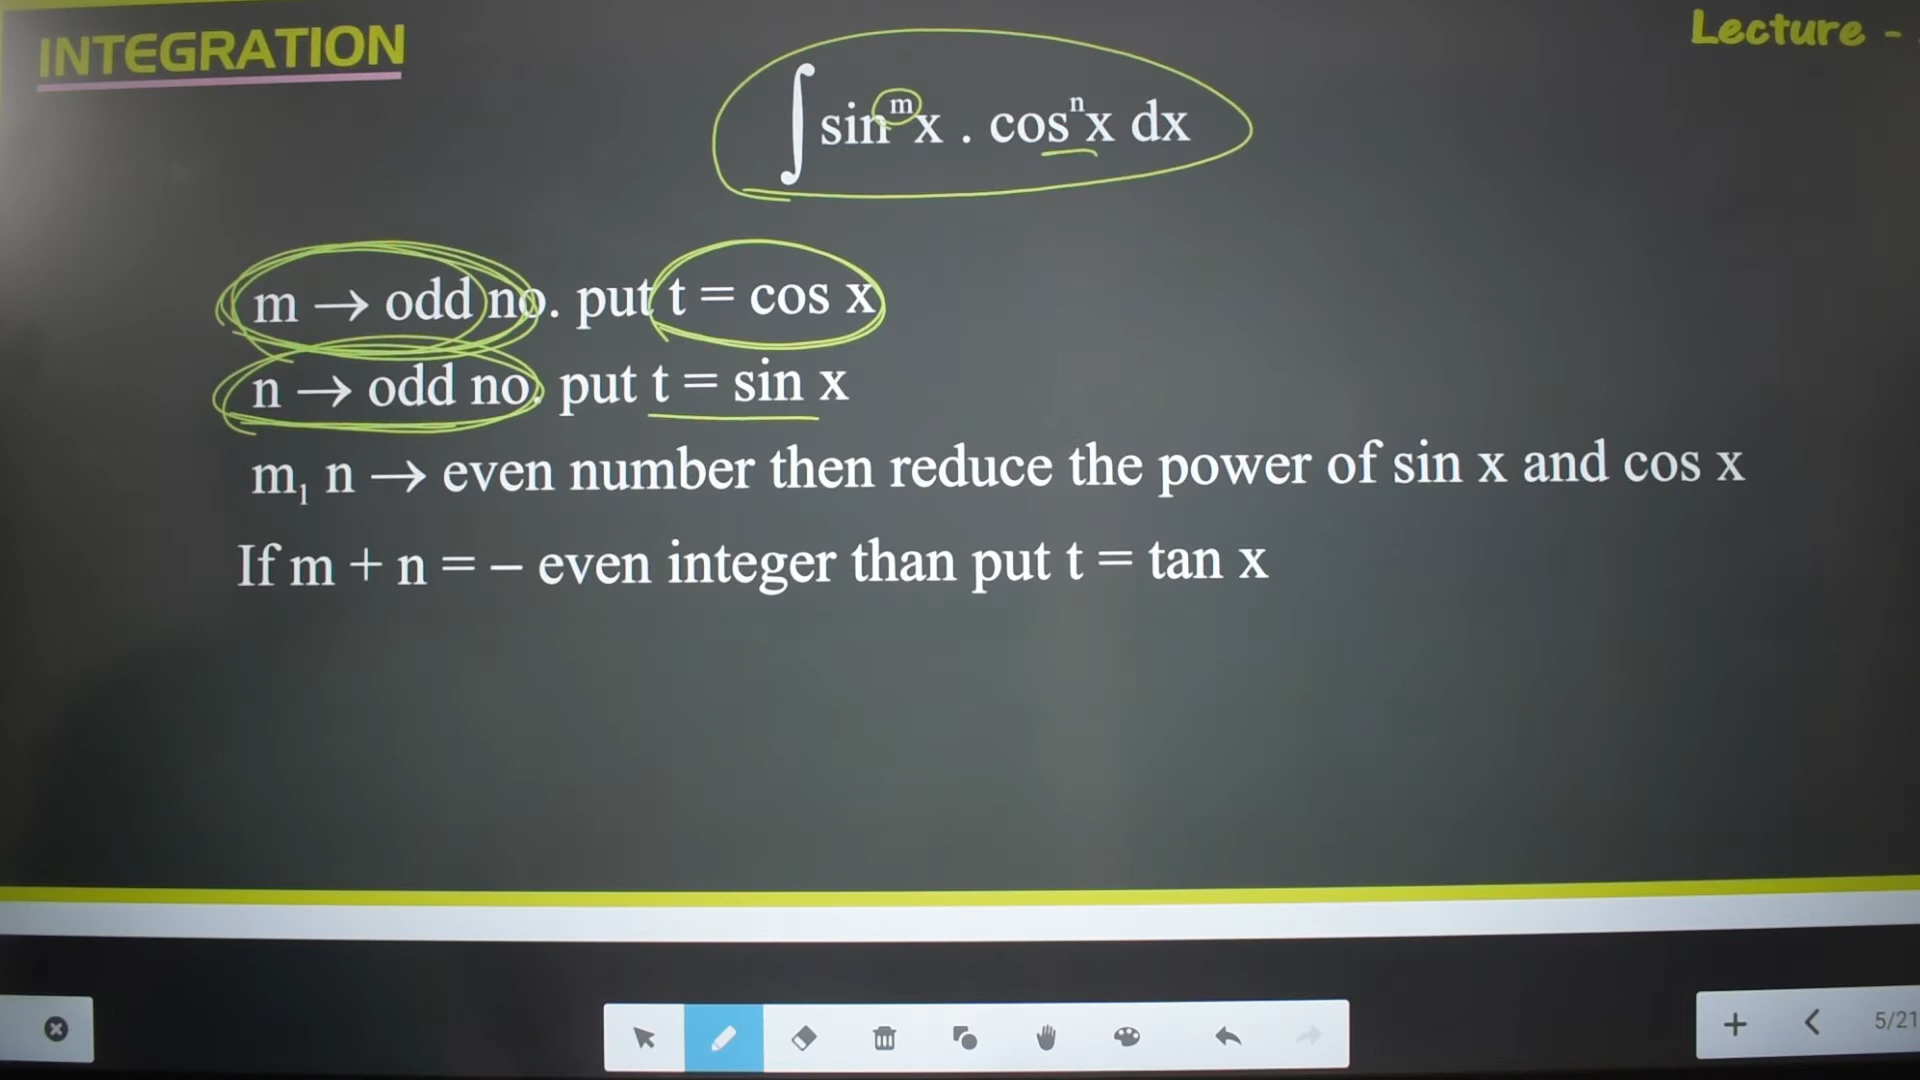 INTEGRATION
Lecture -
∫ sinᵐx . cosⁿx dx
m → odd no. put t = cos x
n → odd no. put t = sin x
m₁ n → even number then reduce the power of sin x and cos x
If m + n = – even integer than put t = tan x
5/21